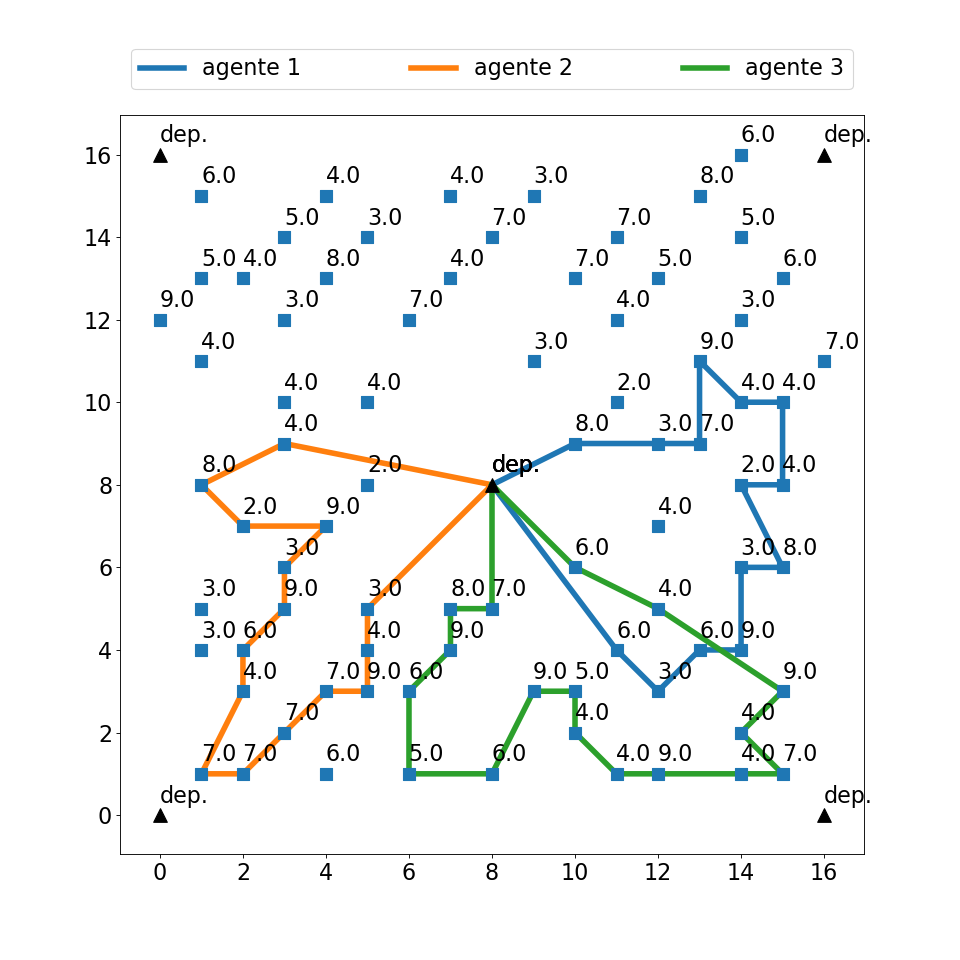 agente 1 agente 2 agente 3
dep. 6.0 dep.
16
6.0 4.0 4.0 3.0 8.0
5.0 3.0 7.0 7.0 5.0
14
5.0 4.0 8.0 4.0 7.0 5.0 6.0
9.0 3.0 7.0 4.0 3.0
12
4.0 3.0 9.0 7.0
4.0 4.0 2.0 4.0 4.0
10
4.0 8.0 3.0 7.0
8.0 2.0 dep. 2.0 4.0
8
2.0 9.0 4.0
3.0 6.0 3.0 8.0
6
3.0 9.0 3.0 8.0 7.0 4.0
3.0 6.0 4.0 9.0 6.0 6.0 9.0
4
4.0 7.0 9.0 6.0 9.0 5.0 3.0 9.0
7.0 4.0 4.0
2
7.0 7.0 6.0 5.0 6.0 4.0 9.0 4.0 7.0
dep. dep.
0
0 2 4 6 8 10 12 14 16